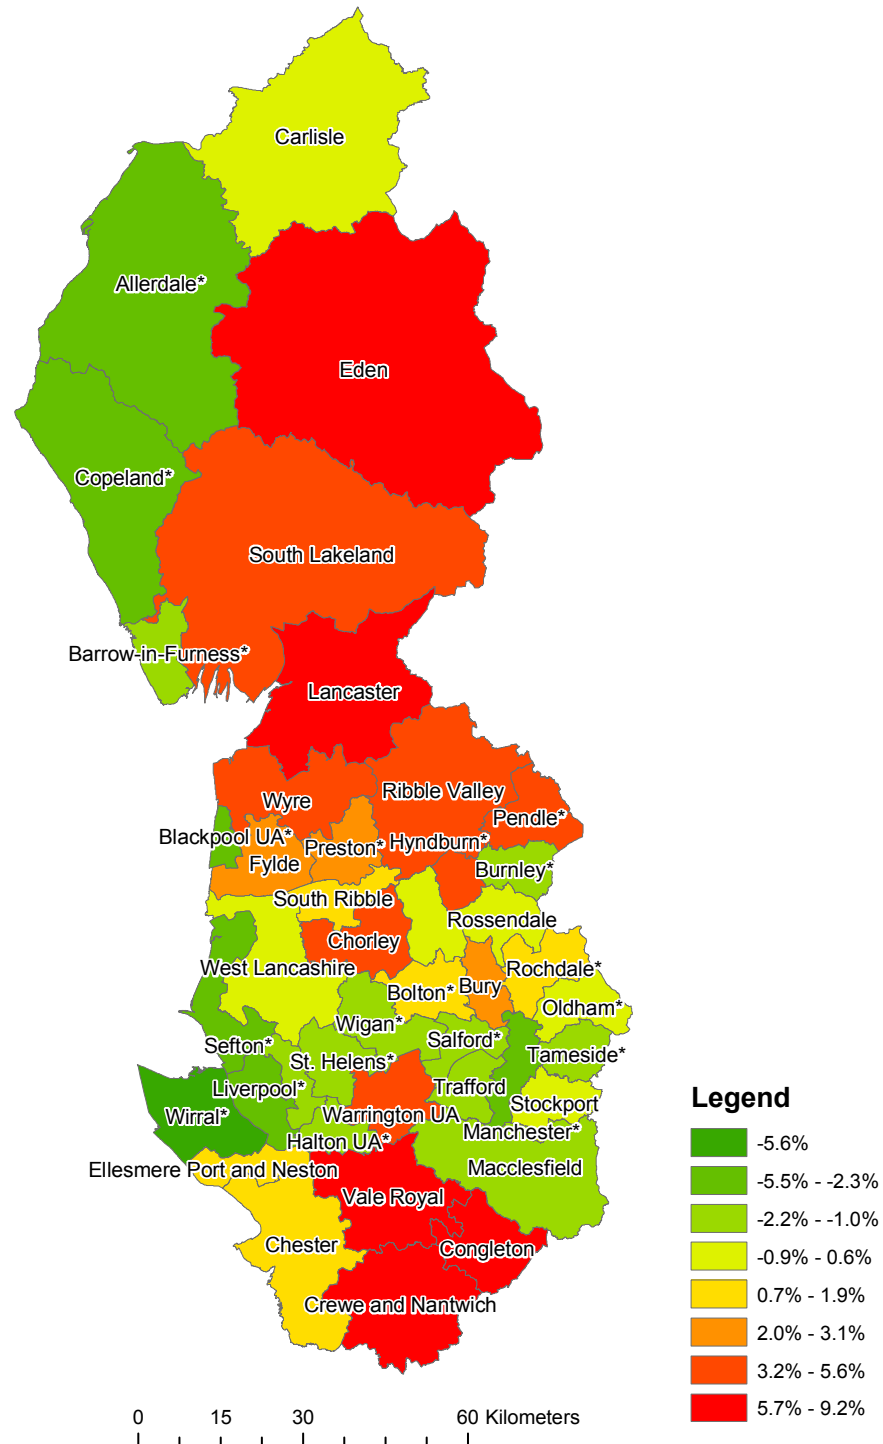 Carlisle
Allerdale*
Eden
Copeland*
South Lakeland
Barrow-in-Furness*
Lancaster
Ribble Valley
Wyre
Pendle*
Blackpool UA*
Hyndburn*
Preston*
Fylde
Burnley*
South Ribble
Rossendale
Chorley
West Lancashire
Rochdale*
Bury
Bolton*
Oldham*
Wigan*
Salford*
Sefton*
Tameside*
St. Helens*
Liverpool*
Trafford
Stockport
Wirral*
Warrington UA
Manchester*
Halton UA*
Macclesfield
Ellesmere Port and Neston
Vale Royal
Chester
Congleton
Crewe and Nantwich
Legend
-5.6%
-5.5% - -2.3%
-2.2% - -1.0%
-0.9% - 0.6%
0.7% - 1.9%
2.0% - 3.1%
3.2% - 5.6%
5.7% - 9.2%
0 15 30 60 Kilometers